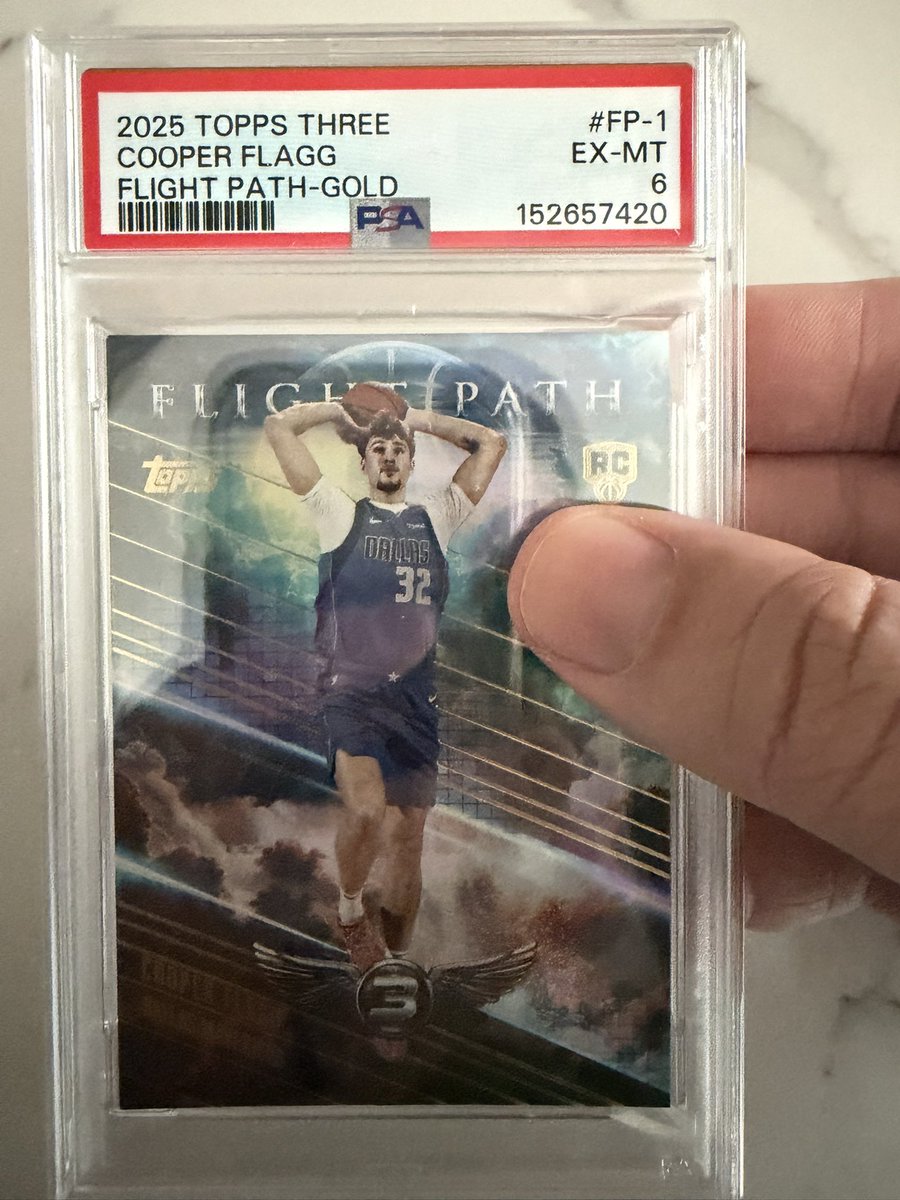 2025 TOPPS THREE #FP-1
COOPER FLAGG EX-MT
FLIGHT PATH-GOLD 6
PSA 152657420
FLIGHT PATH
Topps RC
DALLAS
32
3